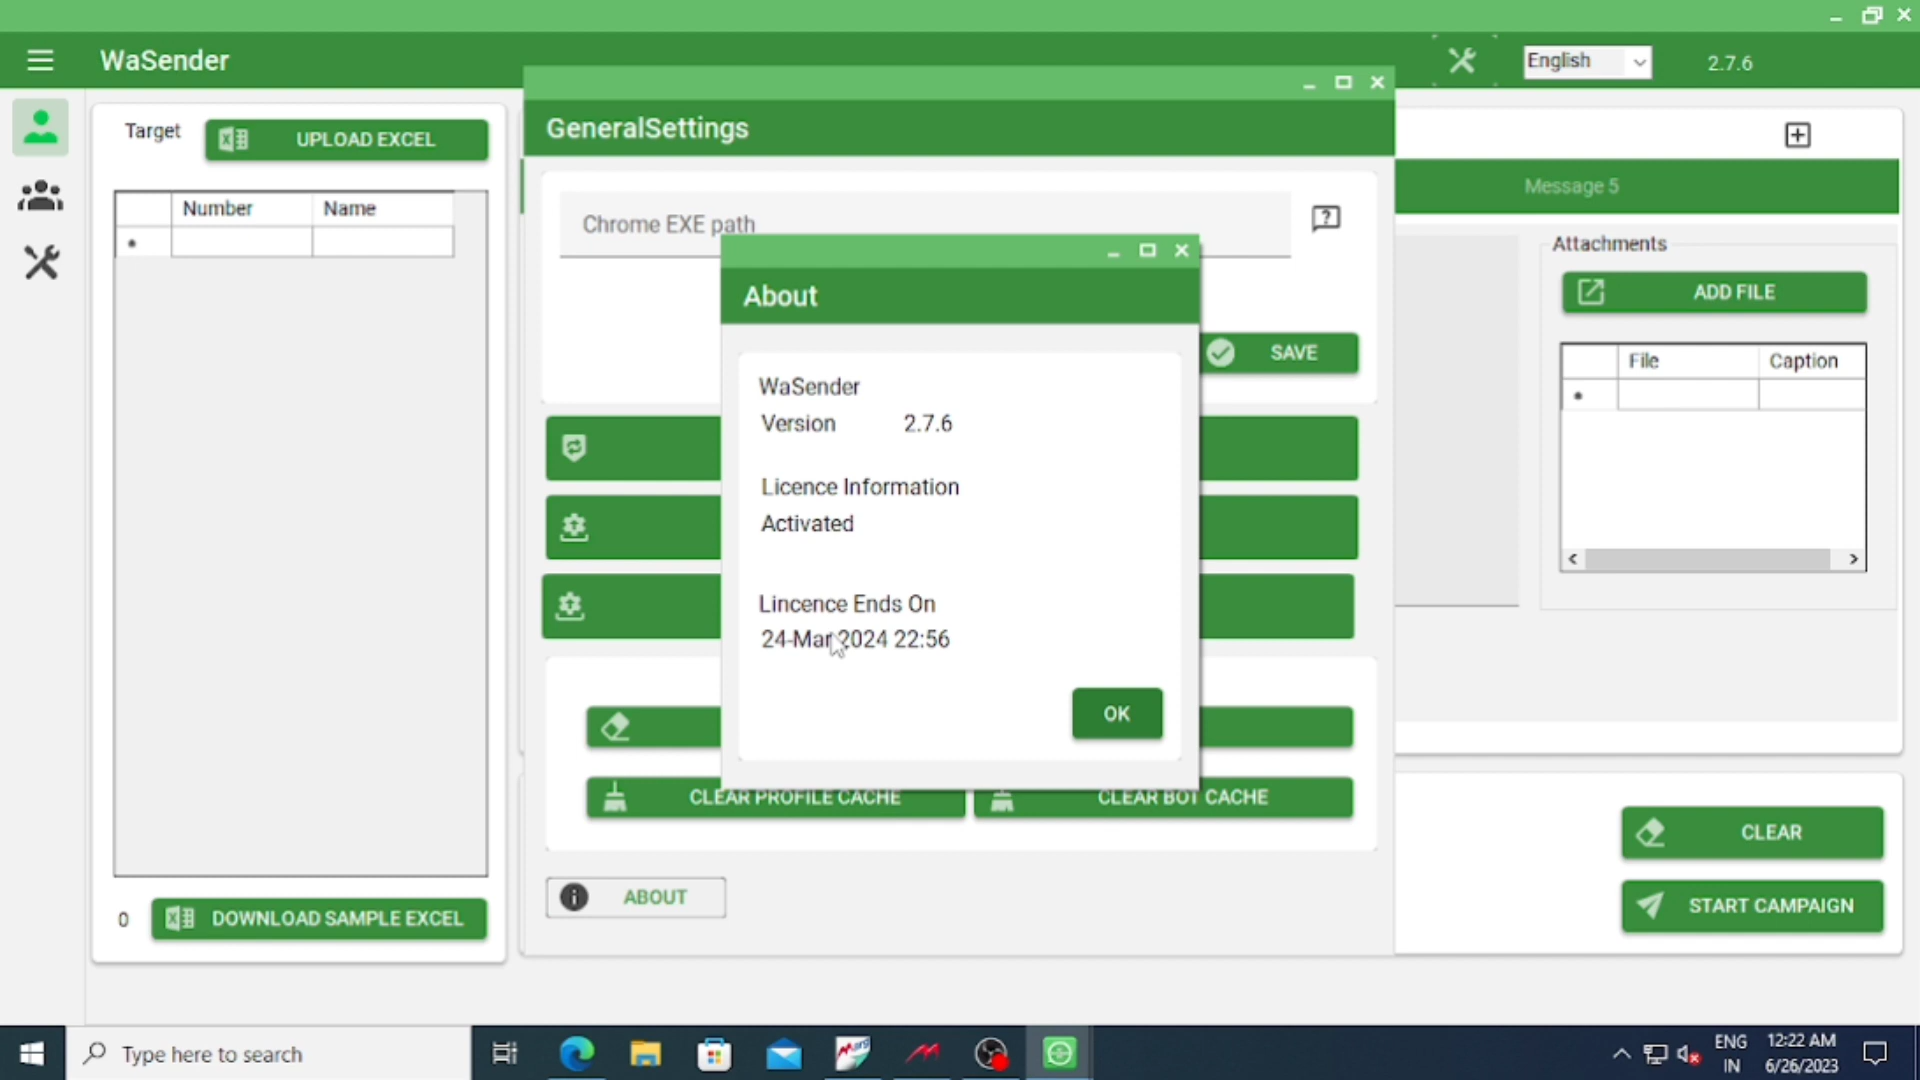 WaSender
English
2.7.6
Target
UPLOAD EXCEL
Number Name
0
DOWNLOAD SAMPLE EXCEL
GeneralSettings
Chrome EXE path
SAVE
About
WaSender
Version 2.7.6
Licence Information
Activated
Lincence Ends On
24-Mar-2024 22:56
OK
CLEAR PROFILE CACHE
CLEAR BOT CACHE
ABOUT
Message 5
Attachments
ADD FILE
File Caption
CLEAR
START CAMPAIGN
Type here to search
ENG
IN
12:22 AM
6/26/2023